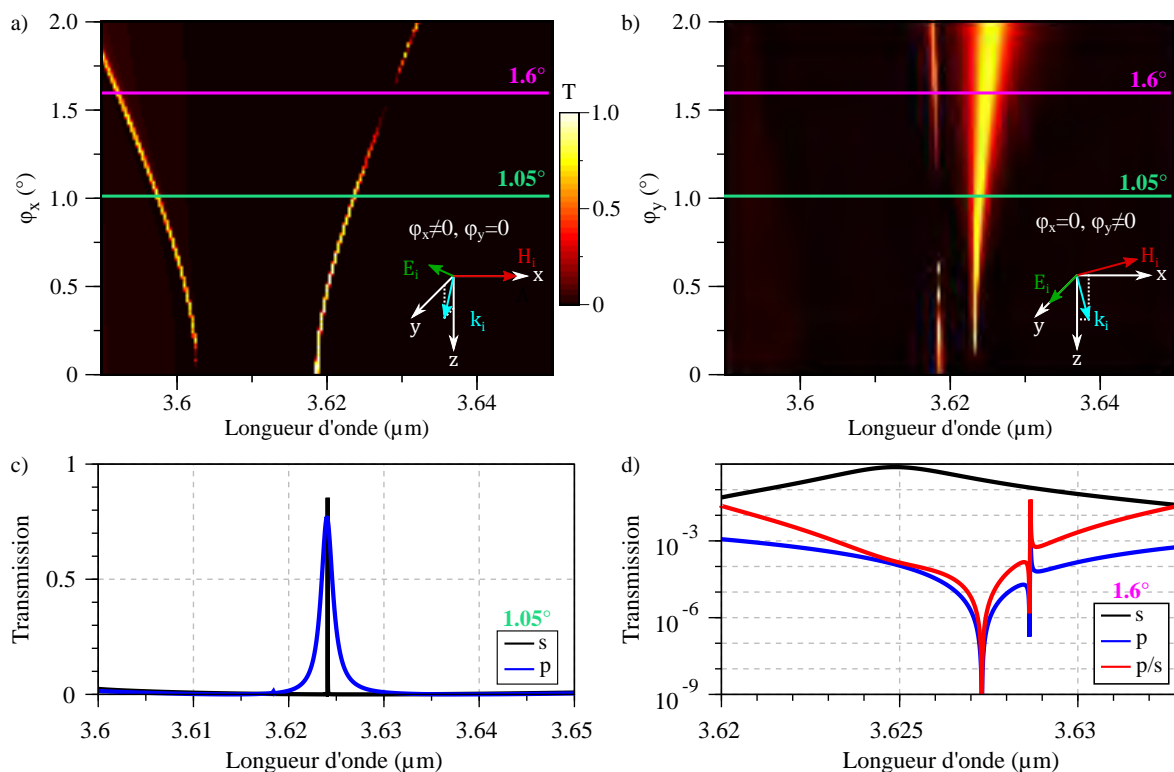 a)
2.0
1.5
1.0
0.5
0
φx (°)
1.6°
1.05°
φx≠0, φy=0
Ei
Hi
x
y
ki
z
3.6
3.62
3.64
Longueur d'onde (µm)
T
1.0
0.5
0
b)
2.0
1.5
1.0
0.5
0
φy (°)
1.6°
1.05°
φx=0, φy≠0
Hi
Ei
x
y
ki
z
3.6
3.62
3.64
Longueur d'onde (µm)
c)
1
0.5
0
Transmission
1.05°
s
p
3.6
3.61
3.62
3.63
3.64
3.65
Longueur d'onde (µm)
d)
10-3
10-6
10-9
Transmission
1.6°
s
p
p/s
3.62
3.625
3.63
Longueur d'onde (µm)